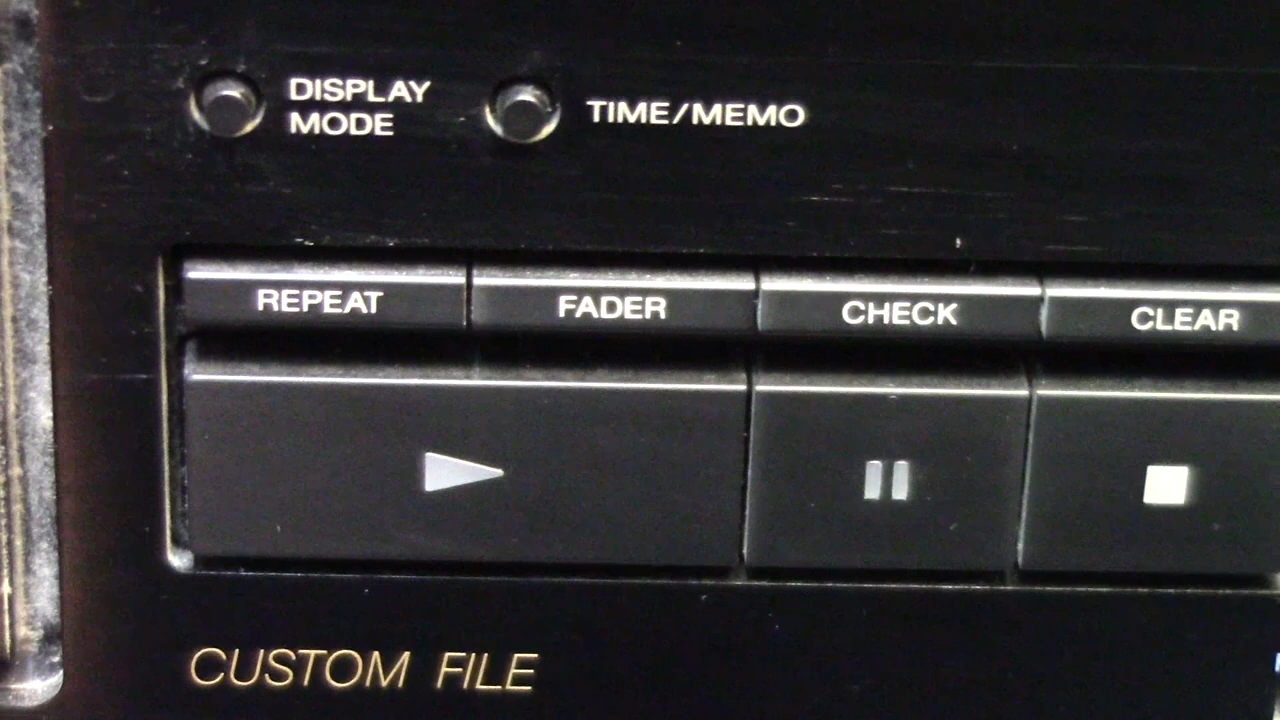 DISPLAY
MODE
TIME/MEMO
REPEAT
FADER
CHECK
CLEAR
CUSTOM FILE